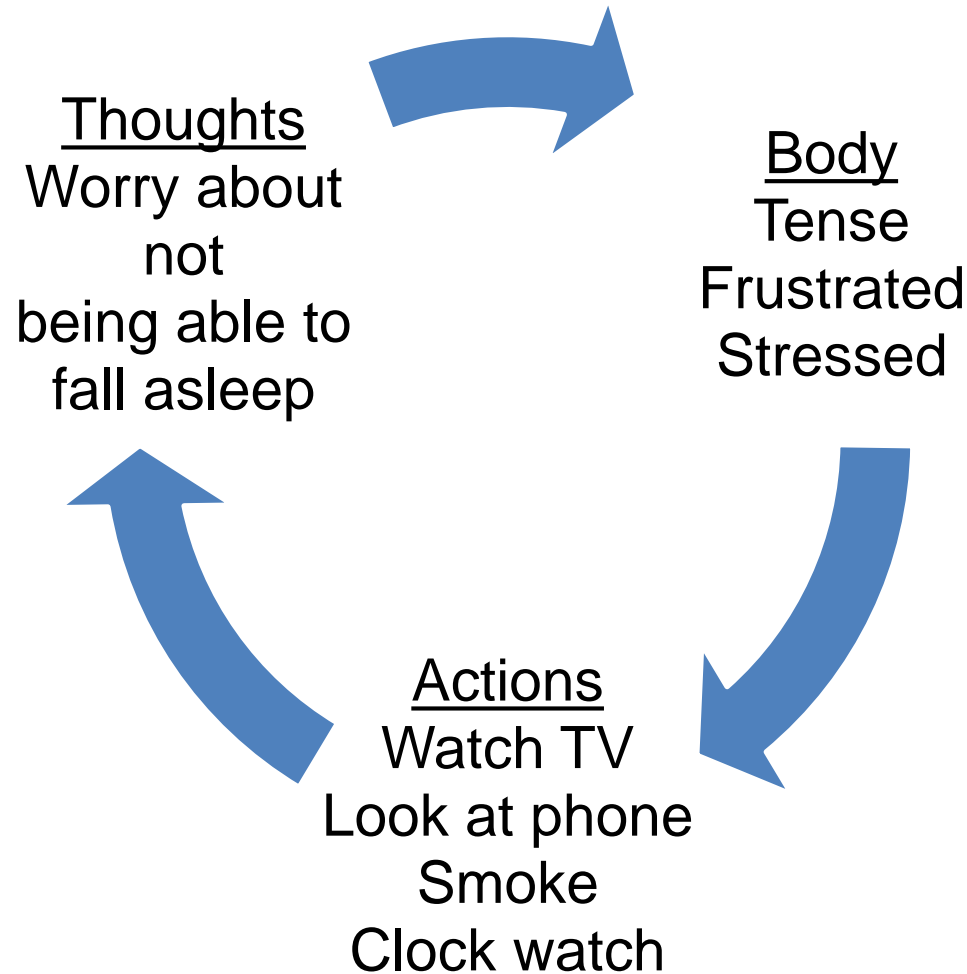 Thoughts
Worry about
not
being able to
fall asleep
Body
Tense
Frustrated
Stressed
Actions
Watch TV
Look at phone
Smoke
Clock watch